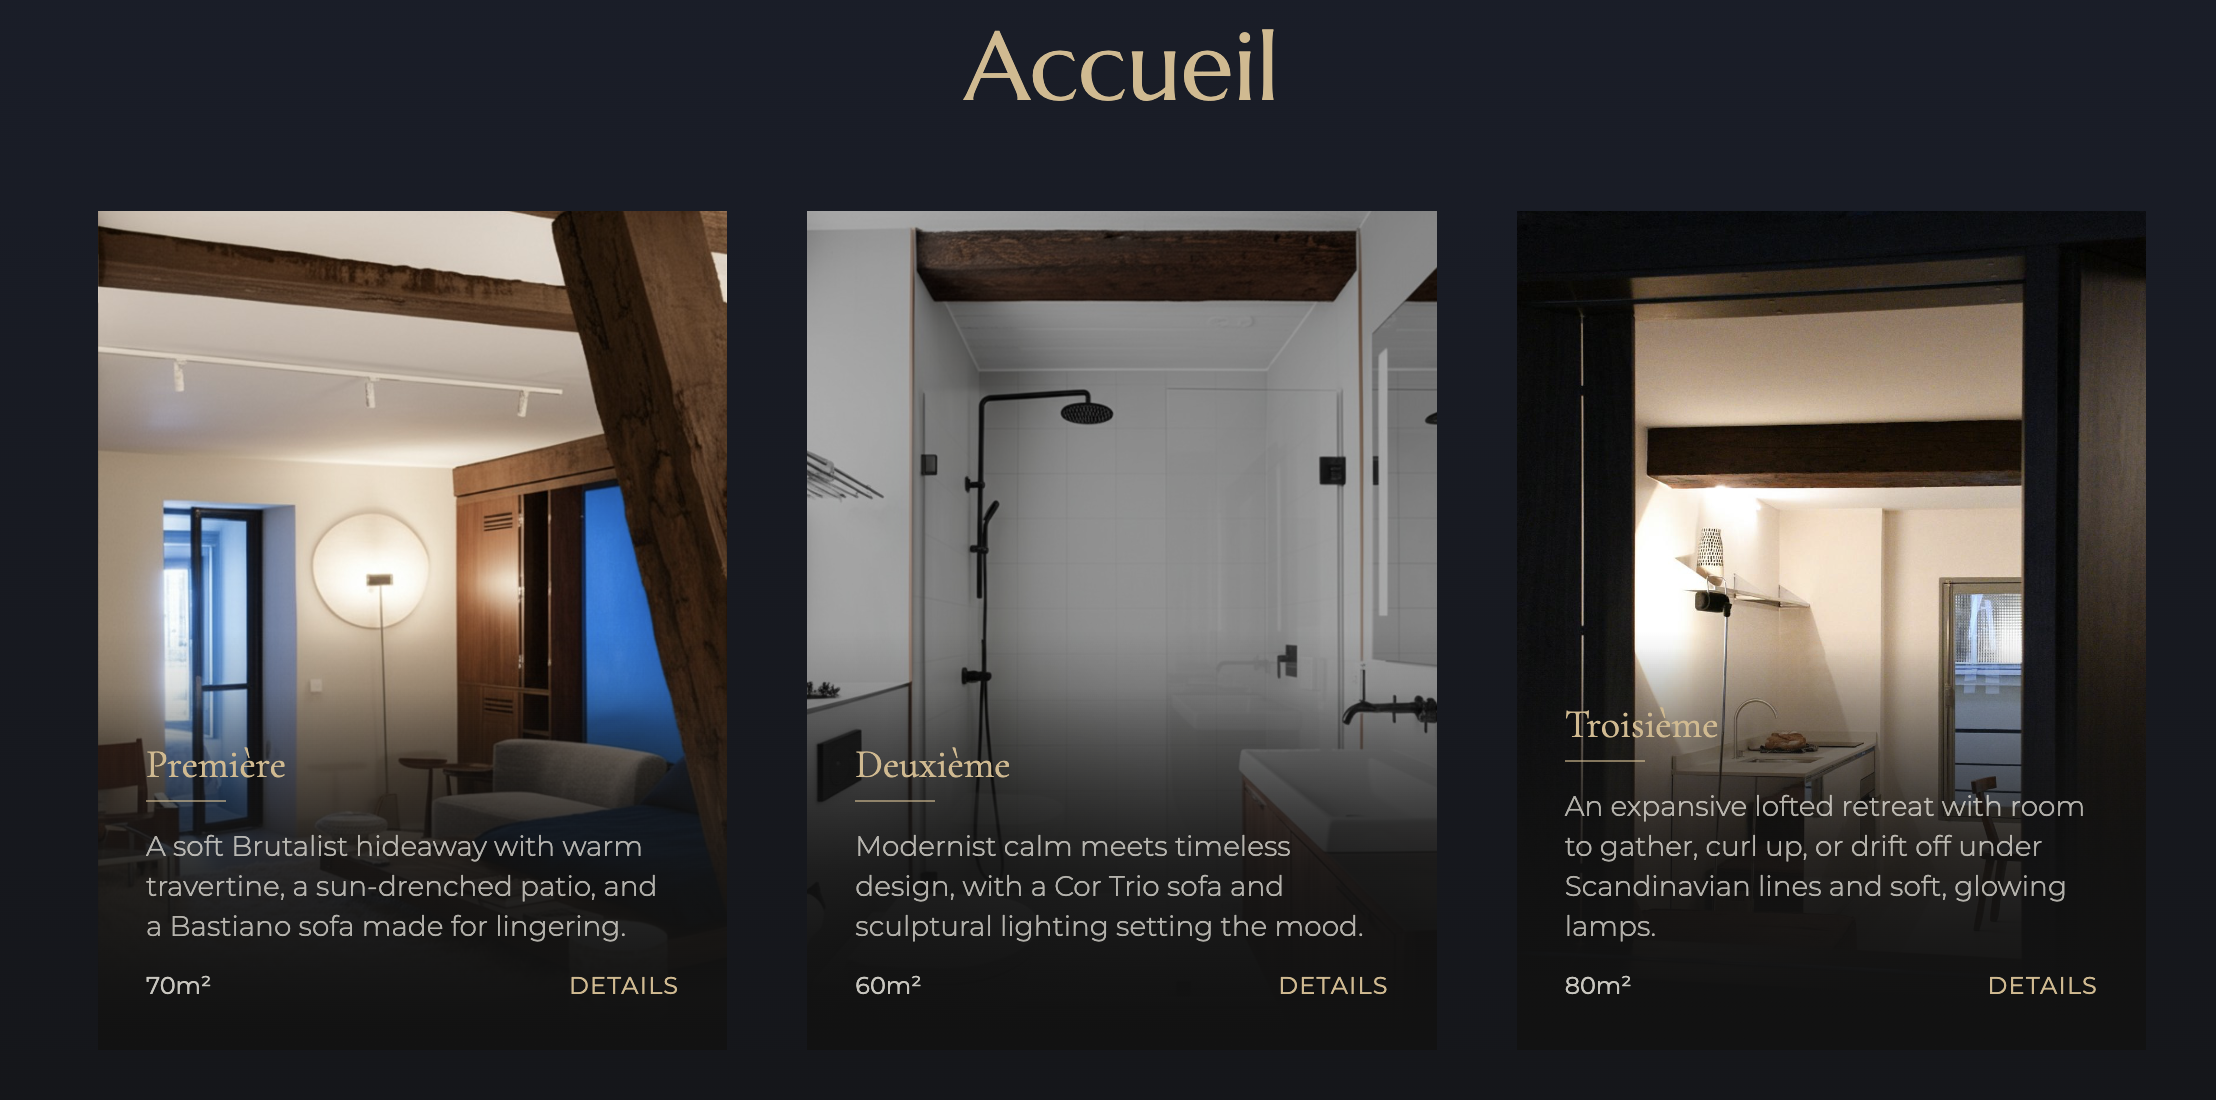 Accueil
Première
A soft Brutalist hideaway with warm
travertine, a sun-drenched patio, and
a Bastiano sofa made for lingering.
70m²
DETAILS
Deuxième
Modernist calm meets timeless
design, with a Cor Trio sofa and
sculptural lighting setting the mood.
60m²
DETAILS
Troisième
An expansive lofted retreat with room
to gather, curl up, or drift off under
Scandinavian lines and soft, glowing
lamps.
80m²
DETAILS